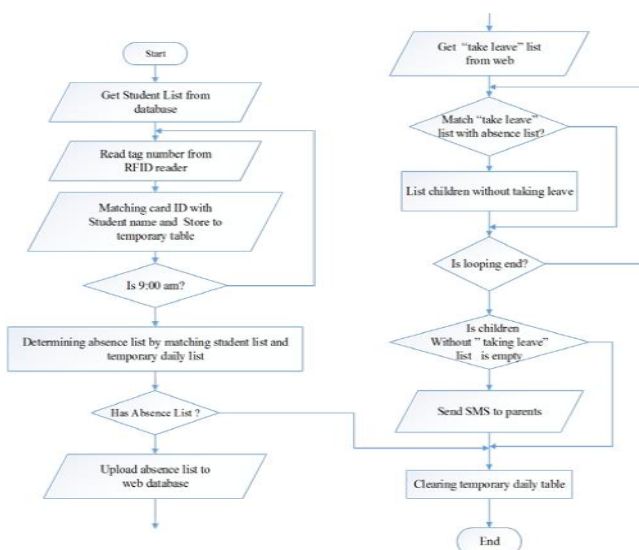 Start
Get Student List from
database
Read tag number from
RFID reader
Matching card ID with
Student name and Store to
temporary table
Is 9:00 am?
Determining absence list by matching student list and
temporary daily list
Has Absence List ?
Upload absence list to
web database
Get “take leave” list
from web
Match “take leave”
list with absence list?
List children without taking leave
Is looping end?
Is children
Without ” taking leave”
list is empty
Send SMS to parents
Clearing temporary daily table
End